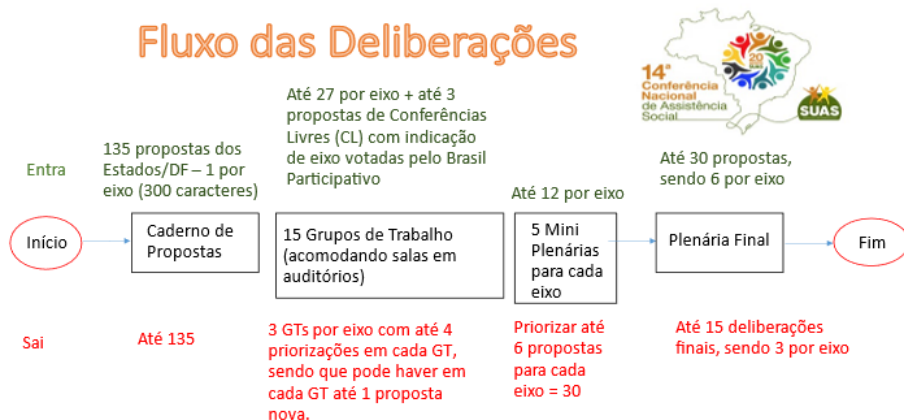 Fluxo das Deliberações
20
SUAS
14ª
Conferência
Nacional
de Assistência
Social
SUAS
Entra
135 propostas dos
Estados/DF – 1 por
eixo (300 caracteres)
Até 27 por eixo + até 3
propostas de Conferências
Livres (CL) com indicação
de eixo votadas pelo Brasil
Participativo
Até 12 por eixo
Até 30 propostas,
sendo 6 por eixo
Início
Caderno de
Propostas
15 Grupos de Trabalho
(acomodando salas em
auditórios)
5 Mini
Plenárias
para cada
eixo
Plenária Final
Fim
Sai
Até 135
3 GTs por eixo com até 4
priorizações em cada GT,
sendo que pode haver em
cada GT até 1 proposta
nova.
Priorizar até
6 propostas
para cada
eixo = 30
Até 15 deliberações
finais, sendo 3 por eixo